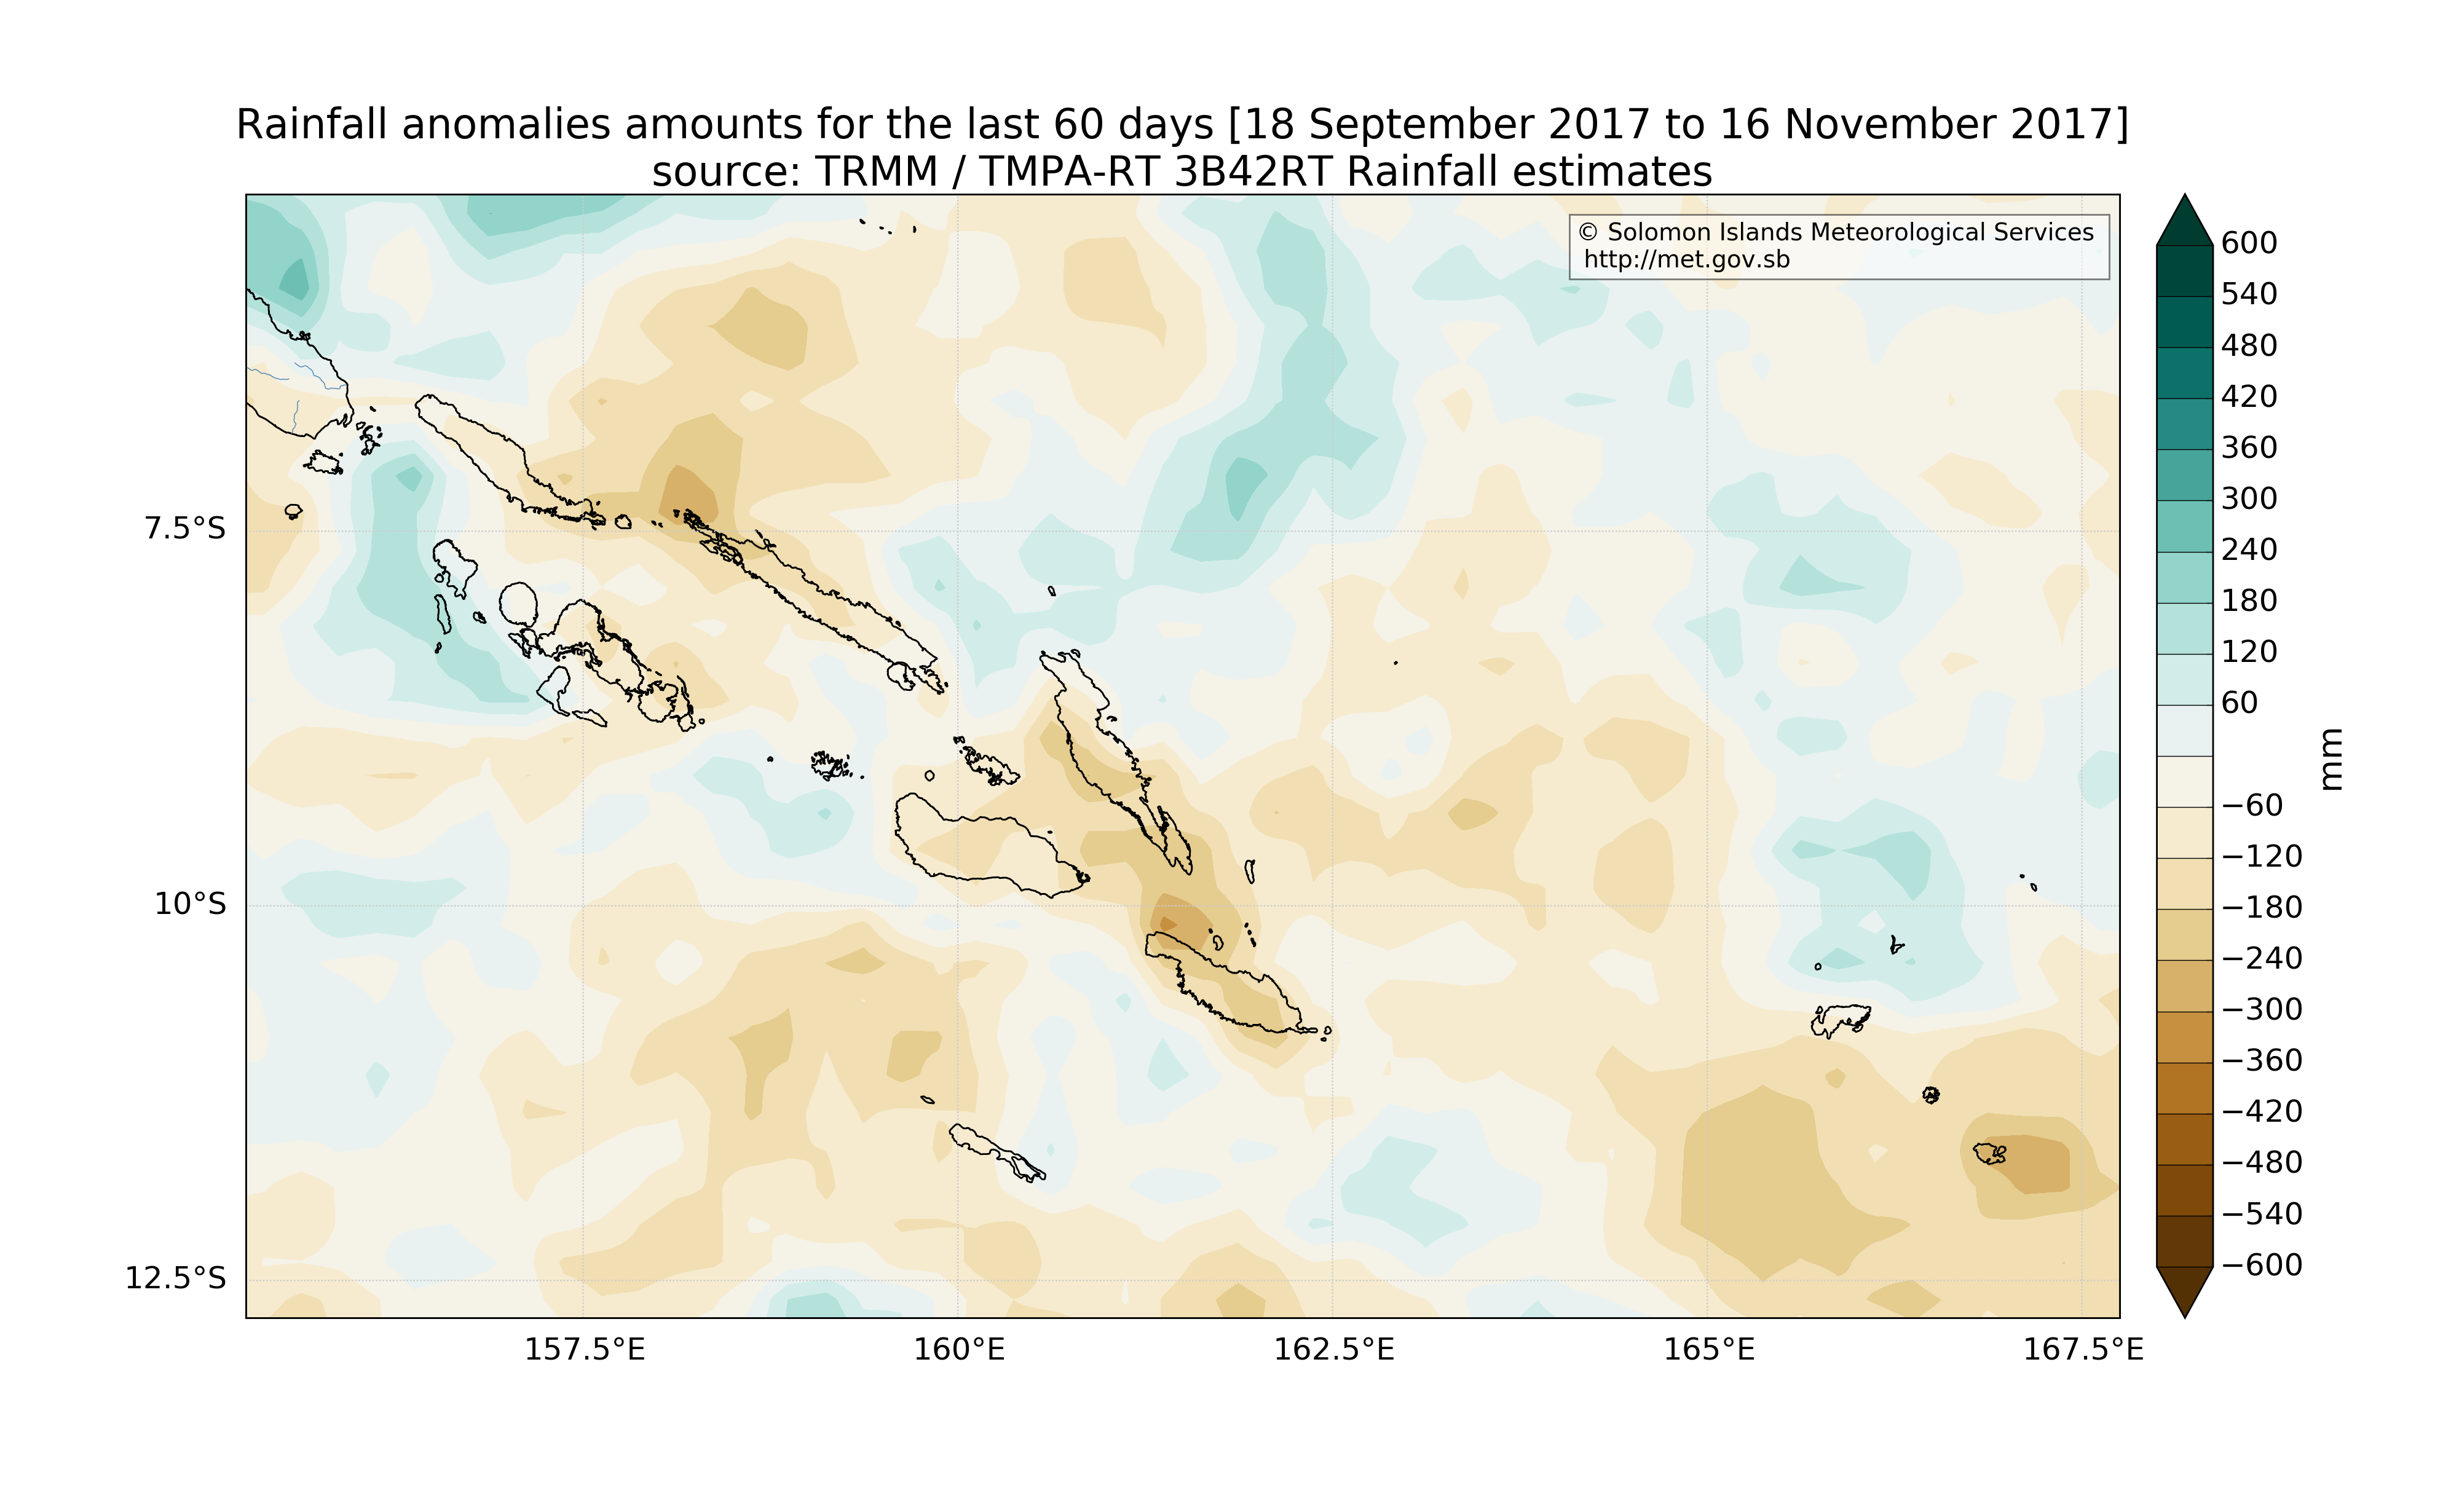 Rainfall anomalies amounts for the last 60 days [18 September 2017 to 16 November 2017]
source: TRMM / TMPA-RT 3B42RT Rainfall estimates
© Solomon Islands Meteorological Services
http://met.gov.sb
7.5°S
10°S
12.5°S
157.5°E
160°E
162.5°E
165°E
167.5°E
600
540
480
420
360
300
240
180
120
60
−60
−120
−180
−240
−300
−360
−420
−480
−540
−600
mm